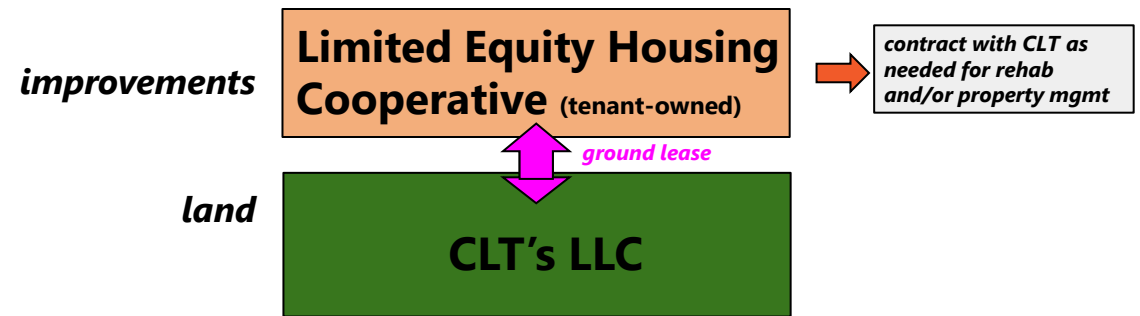 improvements
Limited Equity Housing
Cooperative (tenant-owned)
contract with CLT as
needed for rehab
and/or property mgmt
ground lease
land
CLT’s LLC